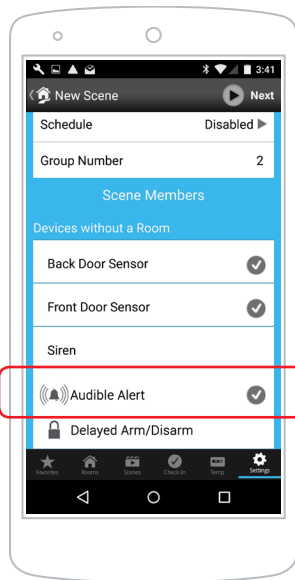 3:41
New Scene
Next
Schedule Disabled
Group Number 2
Scene Members
Devices without a Room
Back Door Sensor
Front Door Sensor
Siren
Audible Alert
Delayed Arm/Disarm
Favorites Rooms Scenes Check-In Temp Settings